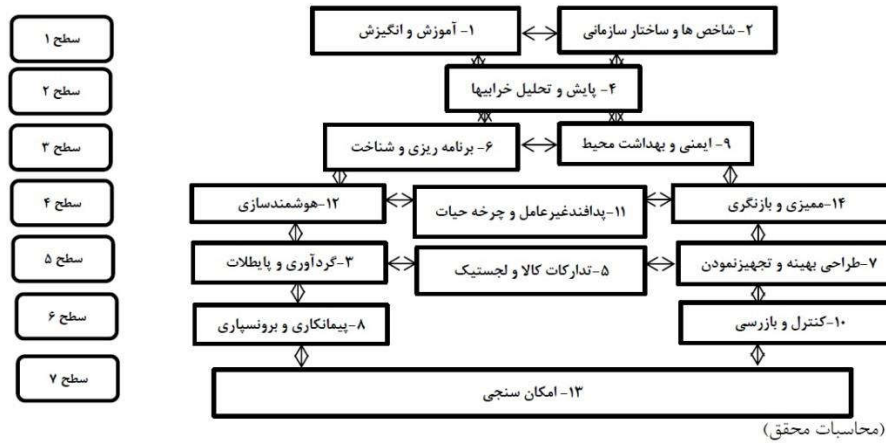 ۲- شاخص ها و ساختار سازمانی
۱- آموزش و انگیزش
سطح ۱
۴- پایش و تحلیل خرابیها
سطح ۲
۹- ایمنی و بهداشت محیط
۶- برنامه ریزی و شناخت
سطح ۳
۱۴-ممیزی و بازنگری
۱۱-پدافندغیرعامل و چرخه حیات
۱۲-هوشمندسازی
سطح ۴
۷-طراحی بهینه و تجهیزنمودن
۵-تدارکات کالا و لجستیک
۳-گردآوری و پایطلات
سطح ۵
۱۰-کنترل و بازرسی
۸-پیمانکاری و برونسپاری
سطح ۶
۱۳- امکان سنجی
سطح ۷
(محاسبات محقق)